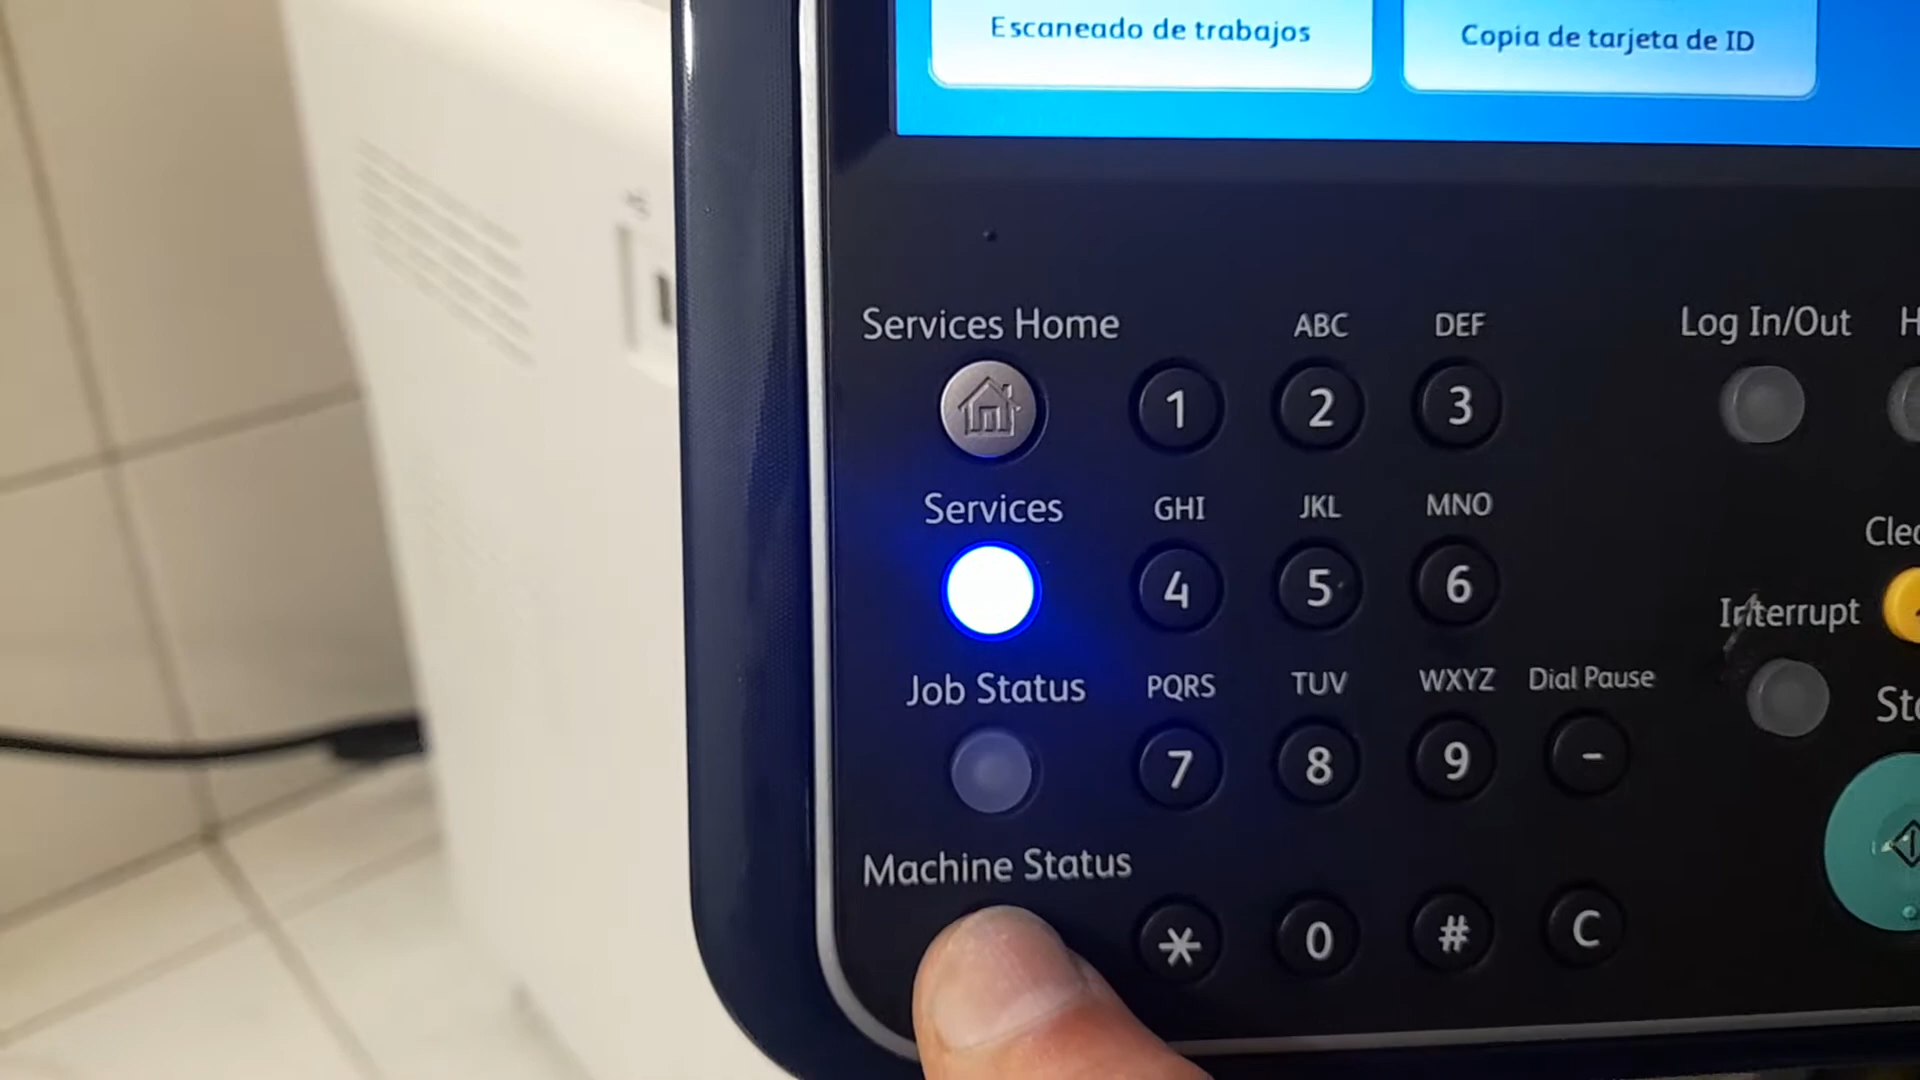 Escaneado de trabajos
Copia de tarjeta de ID
Services Home
ABC
DEF
Log In/Out
H
1
2
3
Services
GHI
JKL
MNO
Clea
4
5
6
Interrupt
Job Status
PQRS
TUV
WXYZ
Dial Pause
7
8
9
-
Machine Status
*
0
#
C